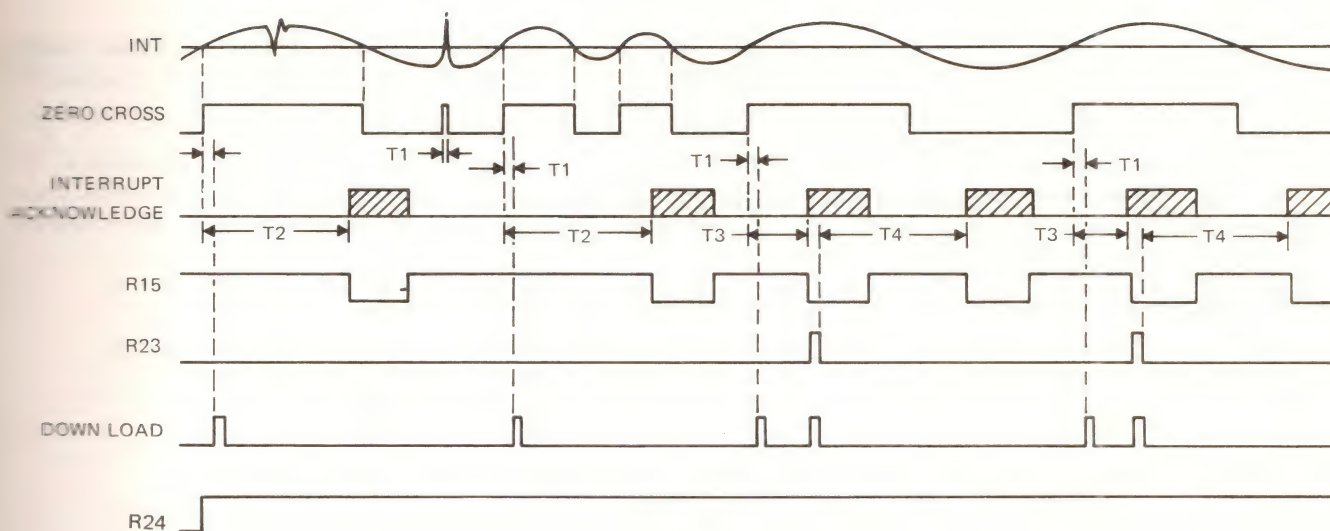 INT
ZERO CROSS
T1
T1
T1
T1
INTERRUPT
ACKNOWLEDGE
T2
T2
T3
T4
T3
T4
R15
R23
DOWN LOAD
R24